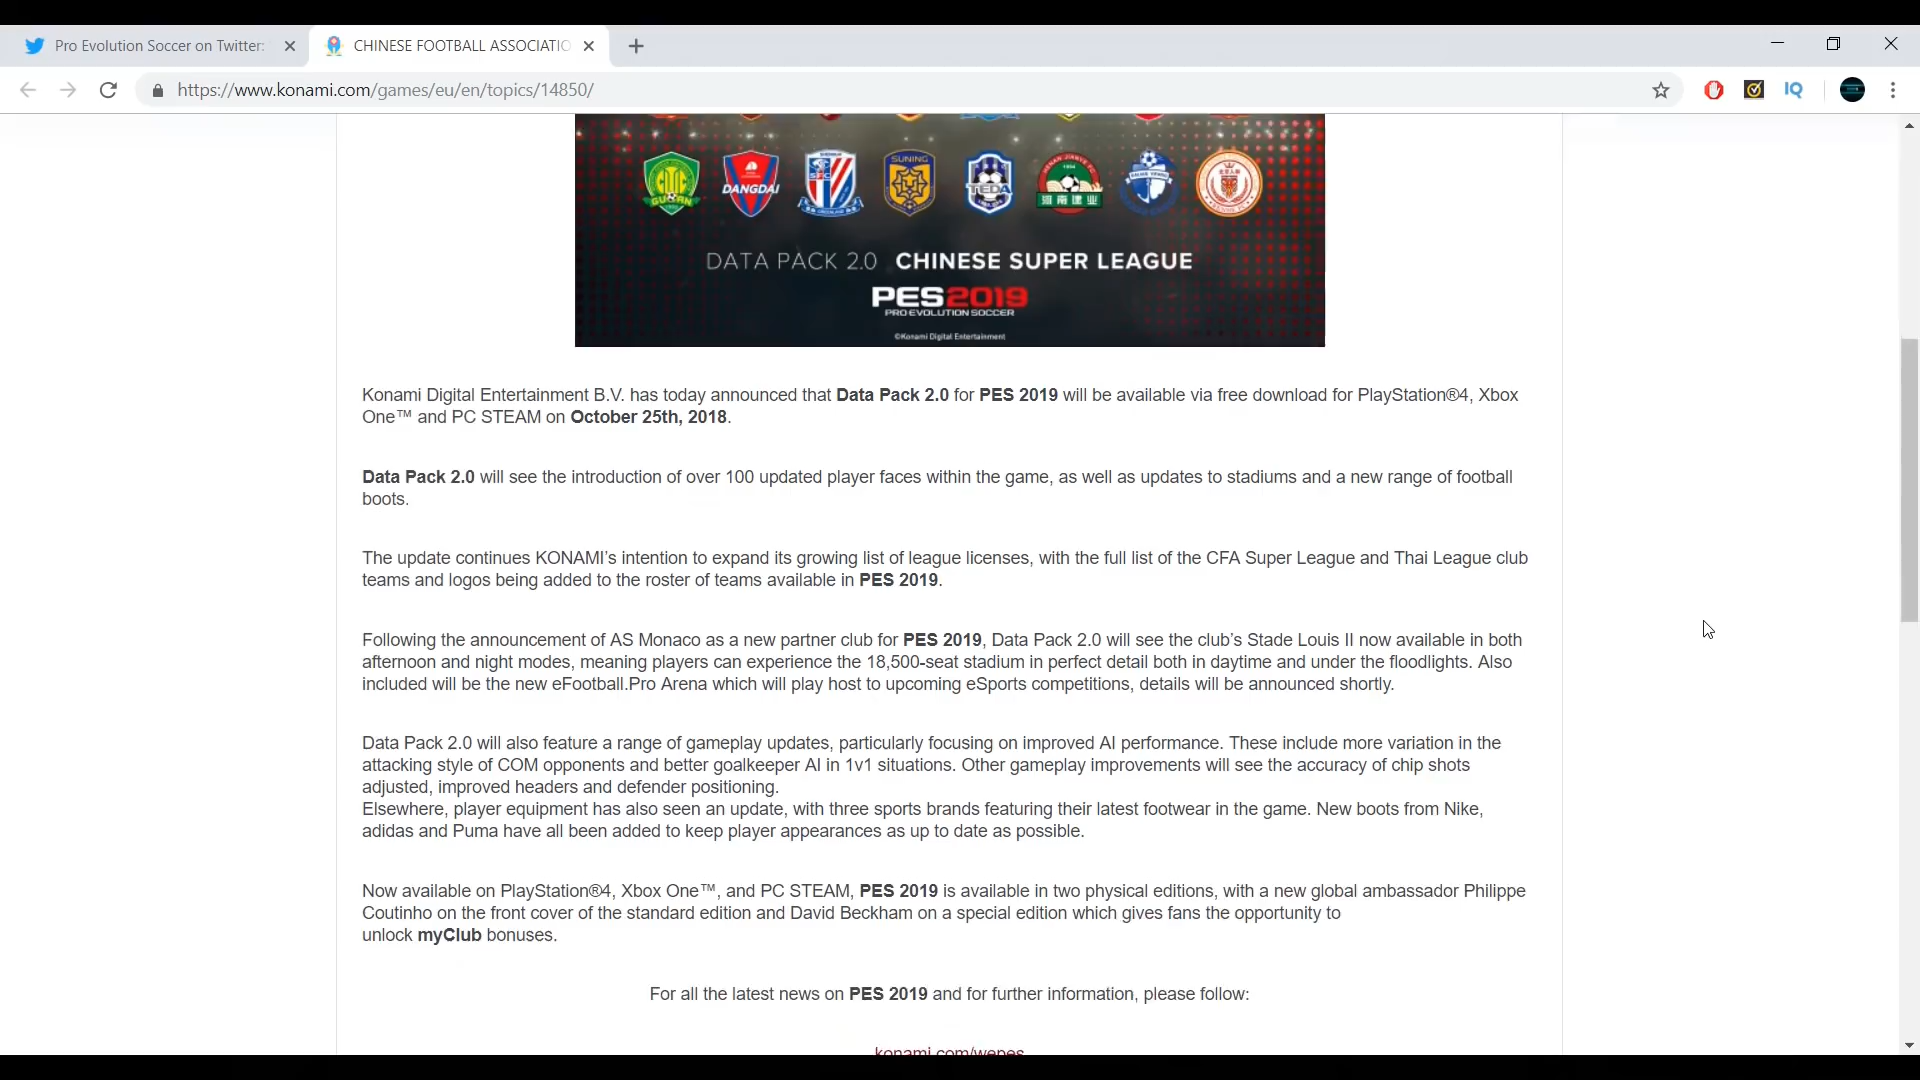 Pro Evolution Soccer on Twitter:
CHINESE FOOTBALL ASSOCIATIO
https://www.konami.com/games/eu/en/topics/14850/
IQ
GUOAN
DANGDAI
SFC
SUNING
TEDA
HENAN JIANYE FC
1994
河南建业
DATA PACK 2.0 CHINESE SUPER LEAGUE
PES2019
PRO EVOLUTION SOCCER
©Konami Digital Entertainment
Konami Digital Entertainment B.V. has today announced that Data Pack 2.0 for PES 2019 will be available via free download for PlayStation®4, Xbox
One™ and PC STEAM on October 25th, 2018.
Data Pack 2.0 will see the introduction of over 100 updated player faces within the game, as well as updates to stadiums and a new range of football
boots.
The update continues KONAMI’s intention to expand its growing list of league licenses, with the full list of the CFA Super League and Thai League club
teams and logos being added to the roster of teams available in PES 2019.
Following the announcement of AS Monaco as a new partner club for PES 2019, Data Pack 2.0 will see the club’s Stade Louis II now available in both
afternoon and night modes, meaning players can experience the 18,500-seat stadium in perfect detail both in daytime and under the floodlights. Also
included will be the new eFootball.Pro Arena which will play host to upcoming eSports competitions, details will be announced shortly.
Data Pack 2.0 will also feature a range of gameplay updates, particularly focusing on improved AI performance. These include more variation in the
attacking style of COM opponents and better goalkeeper AI in 1v1 situations. Other gameplay improvements will see the accuracy of chip shots
adjusted, improved headers and defender positioning.
Elsewhere, player equipment has also seen an update, with three sports brands featuring their latest footwear in the game. New boots from Nike,
adidas and Puma have all been added to keep player appearances as up to date as possible.
Now available on PlayStation®4, Xbox One™, and PC STEAM, PES 2019 is available in two physical editions, with a new global ambassador Philippe
Coutinho on the front cover of the standard edition and David Beckham on a special edition which gives fans the opportunity to
unlock myClub bonuses.
For all the latest news on PES 2019 and for further information, please follow:
konami.com/wepes